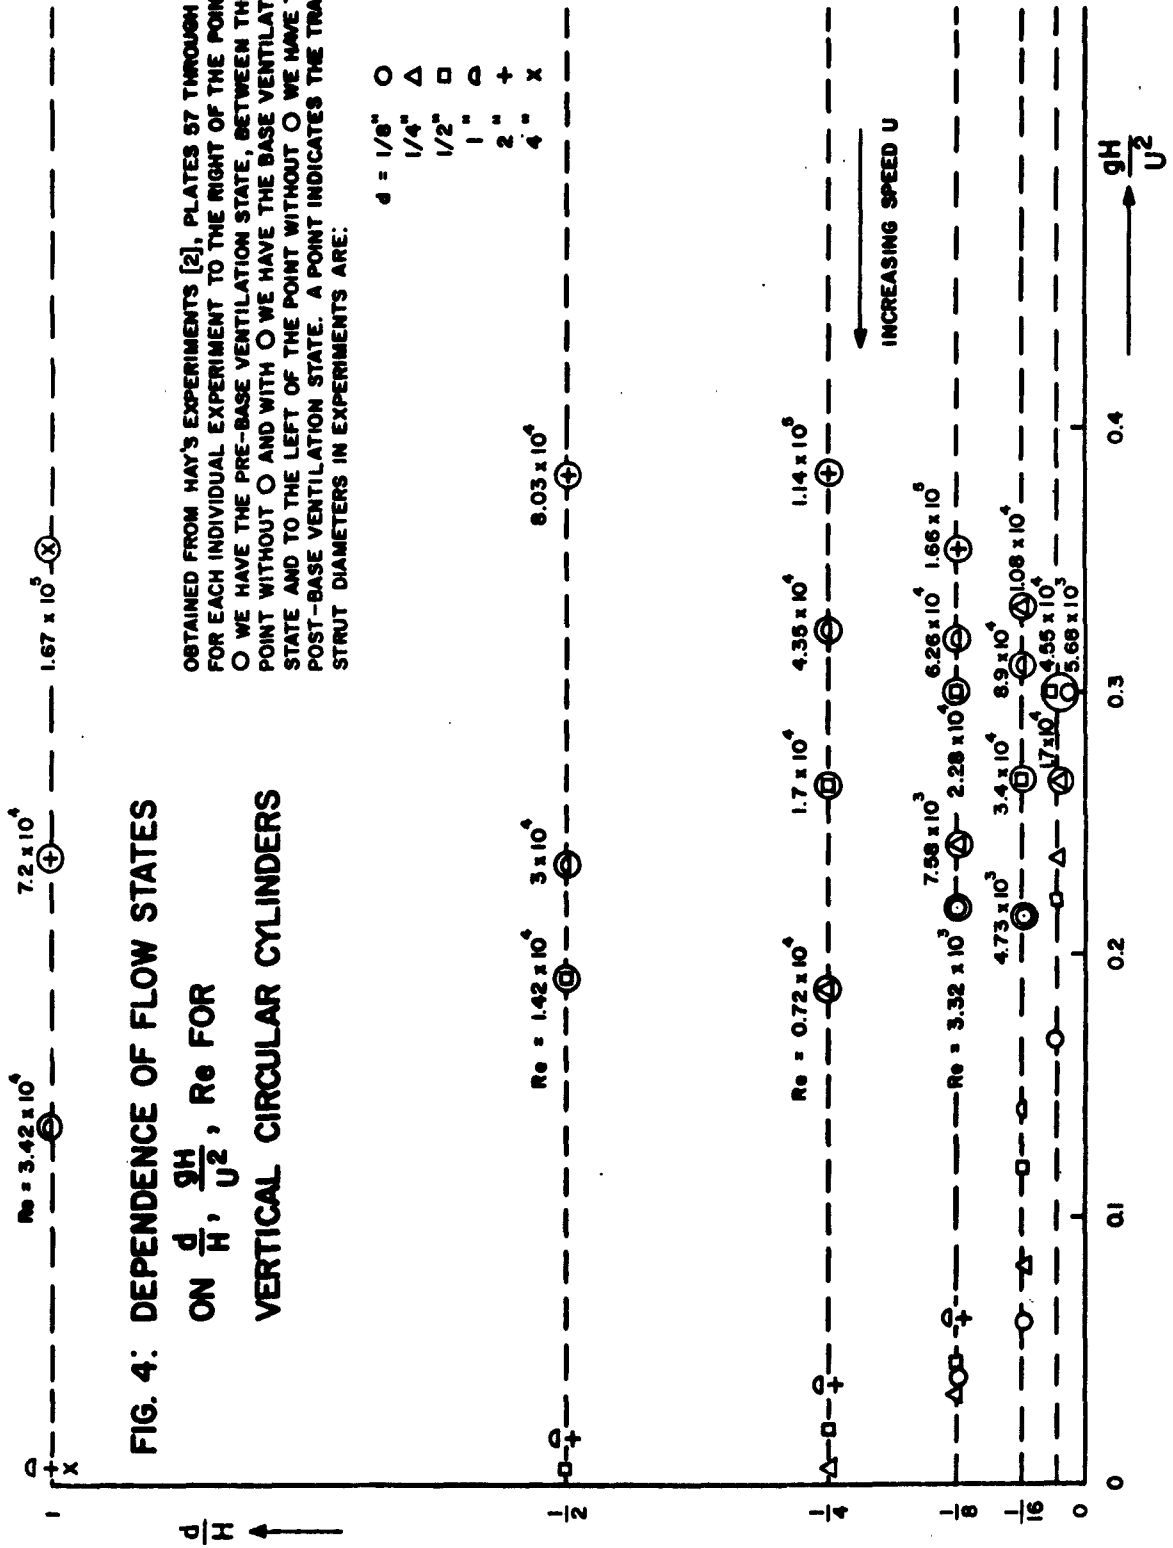 FIG. 4: DEPENDENCE OF FLOW STATES
ON d/H, gH/U², Re FOR
VERTICAL CIRCULAR CYLINDERS
OBTAINED FROM HAY'S EXPERIMENTS [2], PLATES 57 THROUGH
FOR EACH INDIVIDUAL EXPERIMENT TO THE RIGHT OF THE POIN
O WE HAVE THE PRE-BASE VENTILATION STATE, BETWEEN TH
POINT WITHOUT O AND WITH O WE HAVE THE BASE VENTILAT
STATE AND TO THE LEFT OF THE POINT WITHOUT O WE HAVE
POST-BASE VENTILATION STATE. A POINT INDICATES THE TRA
STRUT DIAMETERS IN EXPERIMENTS ARE:
d = 1/8" ○
1/4" △
1/2" □
1" ⌓
2" +
4" x
d/H
1
Re = 3.42 x 10⁴
7.2 x 10⁴
1.67 x 10⁵
1/2
Re = 1.42 x 10⁴
3 x 10⁴
8.03 x 10⁴
1/4
Re = 0.72 x 10⁴
1.7 x 10⁴
4.35 x 10⁴
1.14 x 10⁵
INCREASING SPEED U
1/8
Re = 3.32 x 10³
7.58 x 10³
2.28 x 10⁴
6.26 x 10⁴
1.66 x 10⁵
1/16
4.73 x 10³
3.4 x 10⁴
8.9 x 10⁴
1.08 x 10⁴
1.7 x 10⁴
4.55 x 10⁴
5.68 x 10³
0
0
0.1
0.2
0.3
0.4
gH/U²